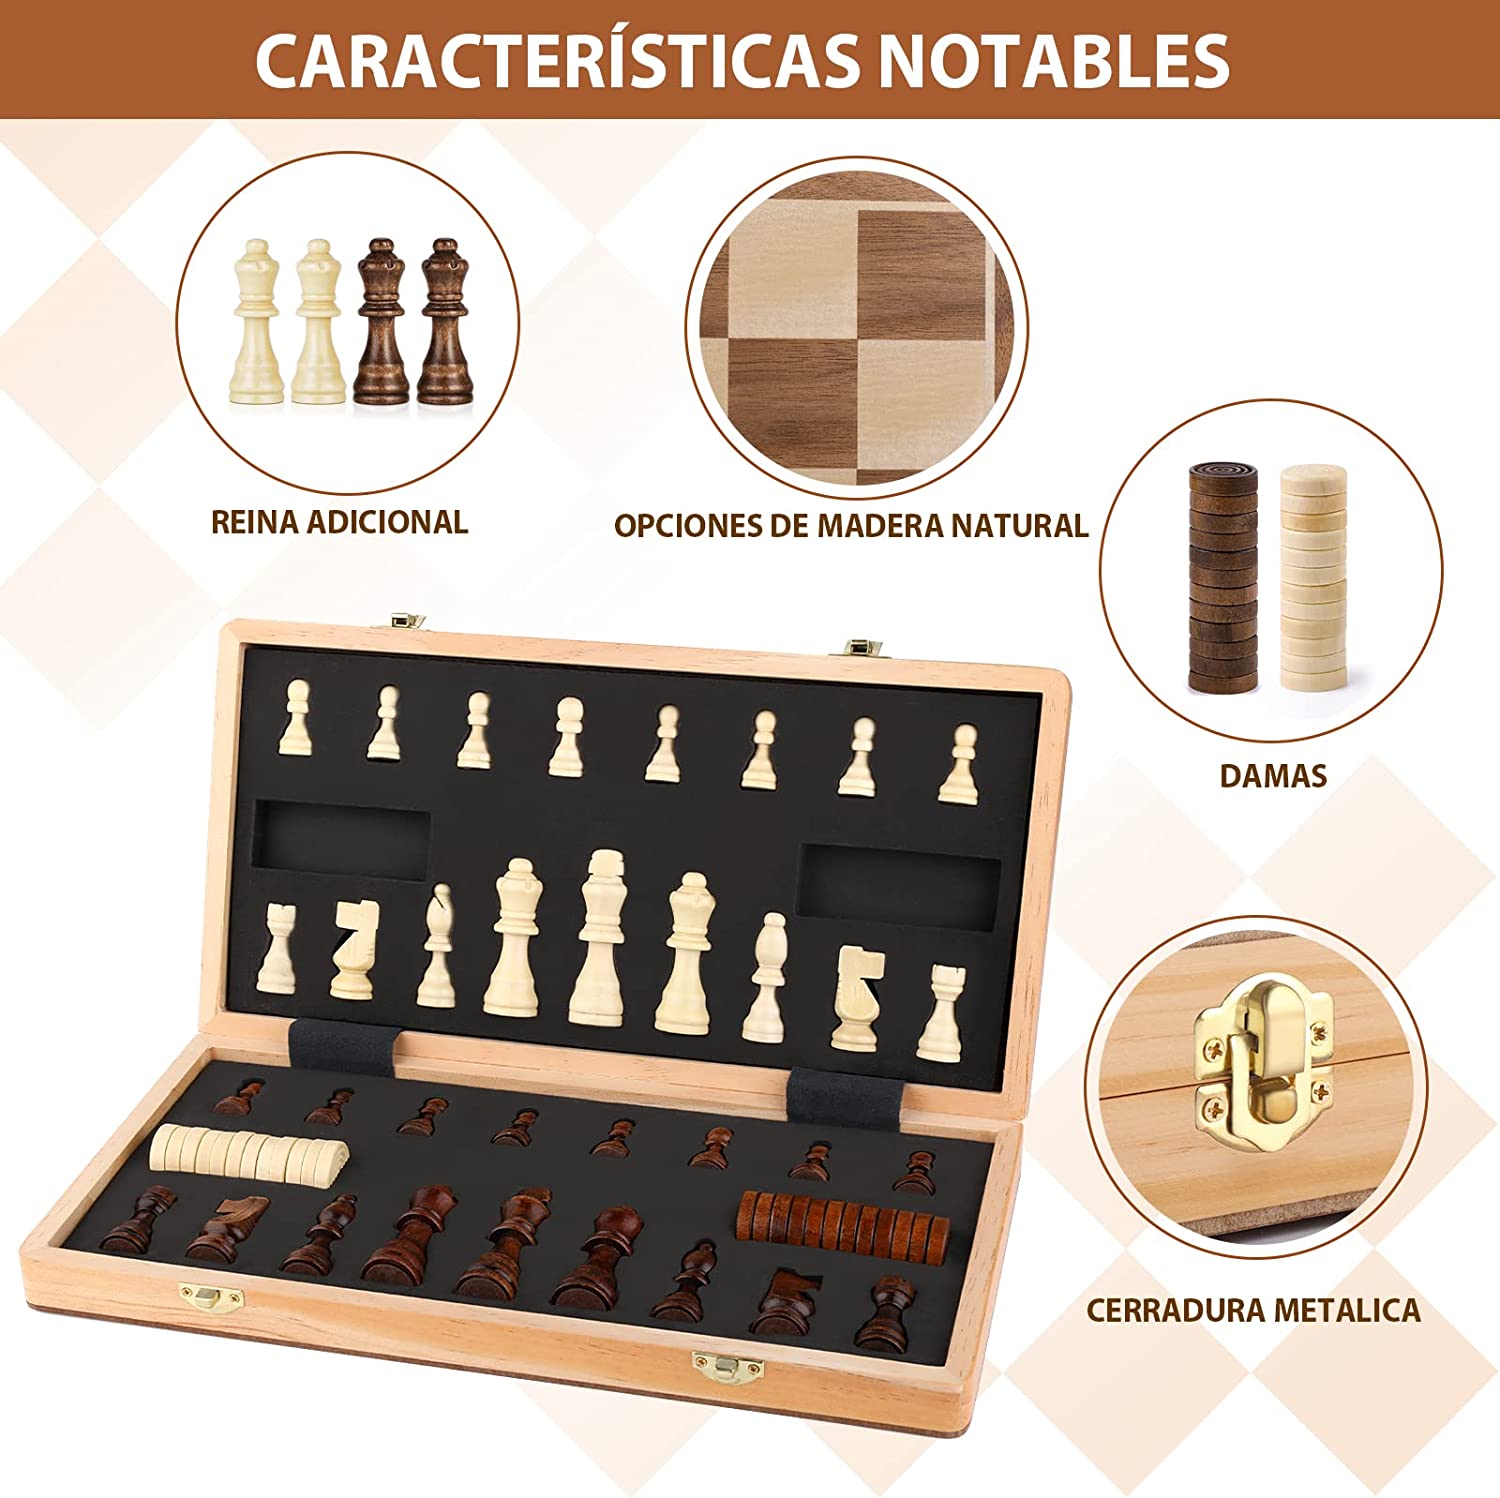 CARACTERÍSTICAS NOTABLES
REINA ADICIONAL
OPCIONES DE MADERA NATURAL
DAMAS
CERRADURA METALICA